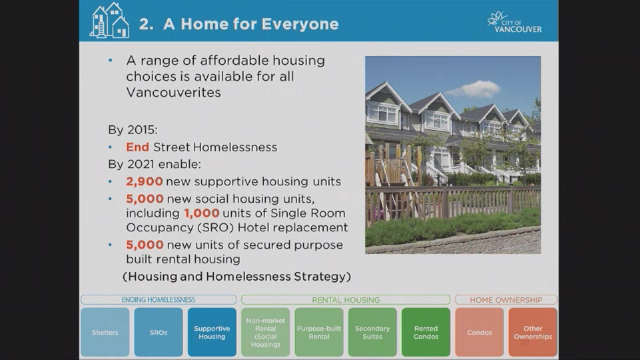 2. A Home for Everyone
CITY OF
VANCOUVER
• A range of affordable housing
choices is available for all
Vancouverites
By 2015:
• End Street Homelessness
By 2021 enable:
• 2,900 new supportive housing units
• 5,000 new social housing units,
including 1,000 units of Single Room
Occupancy (SRO) Hotel replacement
• 5,000 new units of secured purpose
built rental housing
(Housing and Homelessness Strategy)
ENDING HOMELESSNESS
RENTAL HOUSING
HOME OWNERSHIP
Shelters
SROs
Supportive
Housing
Non-market
Rental
(Social
Housing)
Purpose-built
Rental
Secondary
Suites
Rented
Condos
Condos
Other
Ownerships